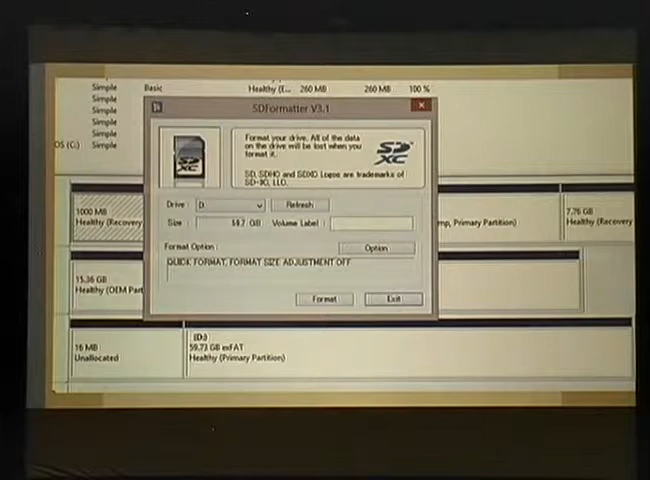 Simple Basic Healthy (E... 260 MB 260 MB 100 %
Simple
Simple
Simple
Simple
OS (C:) Simple
SDFormatter V3.1
Format your drive. All of the data
on the drive will be lost when you
format it.
SD, SDHC and SDXC Logos are trademarks of
SD-3C, LLC.
SD
XC
SD
XC
Drive : D:
Refresh
Size : 59.7 GB
Volume Label :
Format Option :
Option
QUICK FORMAT, FORMAT SIZE ADJUSTMENT OFF
Format
Exit
1000 MB
Healthy (Recovery
mp, Primary Partition)
7.76 GB
Healthy (Recovery
15.36 GB
Healthy (OEM Part
16 MB
Unallocated
(D:)
59.73 GB exFAT
Healthy (Primary Partition)